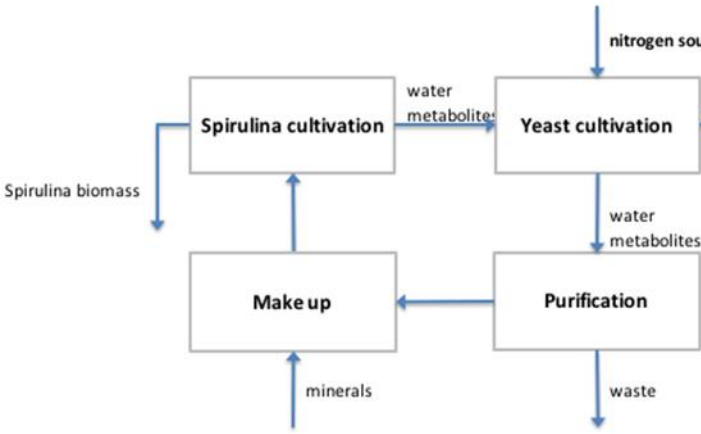 nitrogen sou
water
metabolites
Spirulina cultivation
Yeast cultivation
Spirulina biomass
water
metabolites
Make up
Purification
minerals
waste